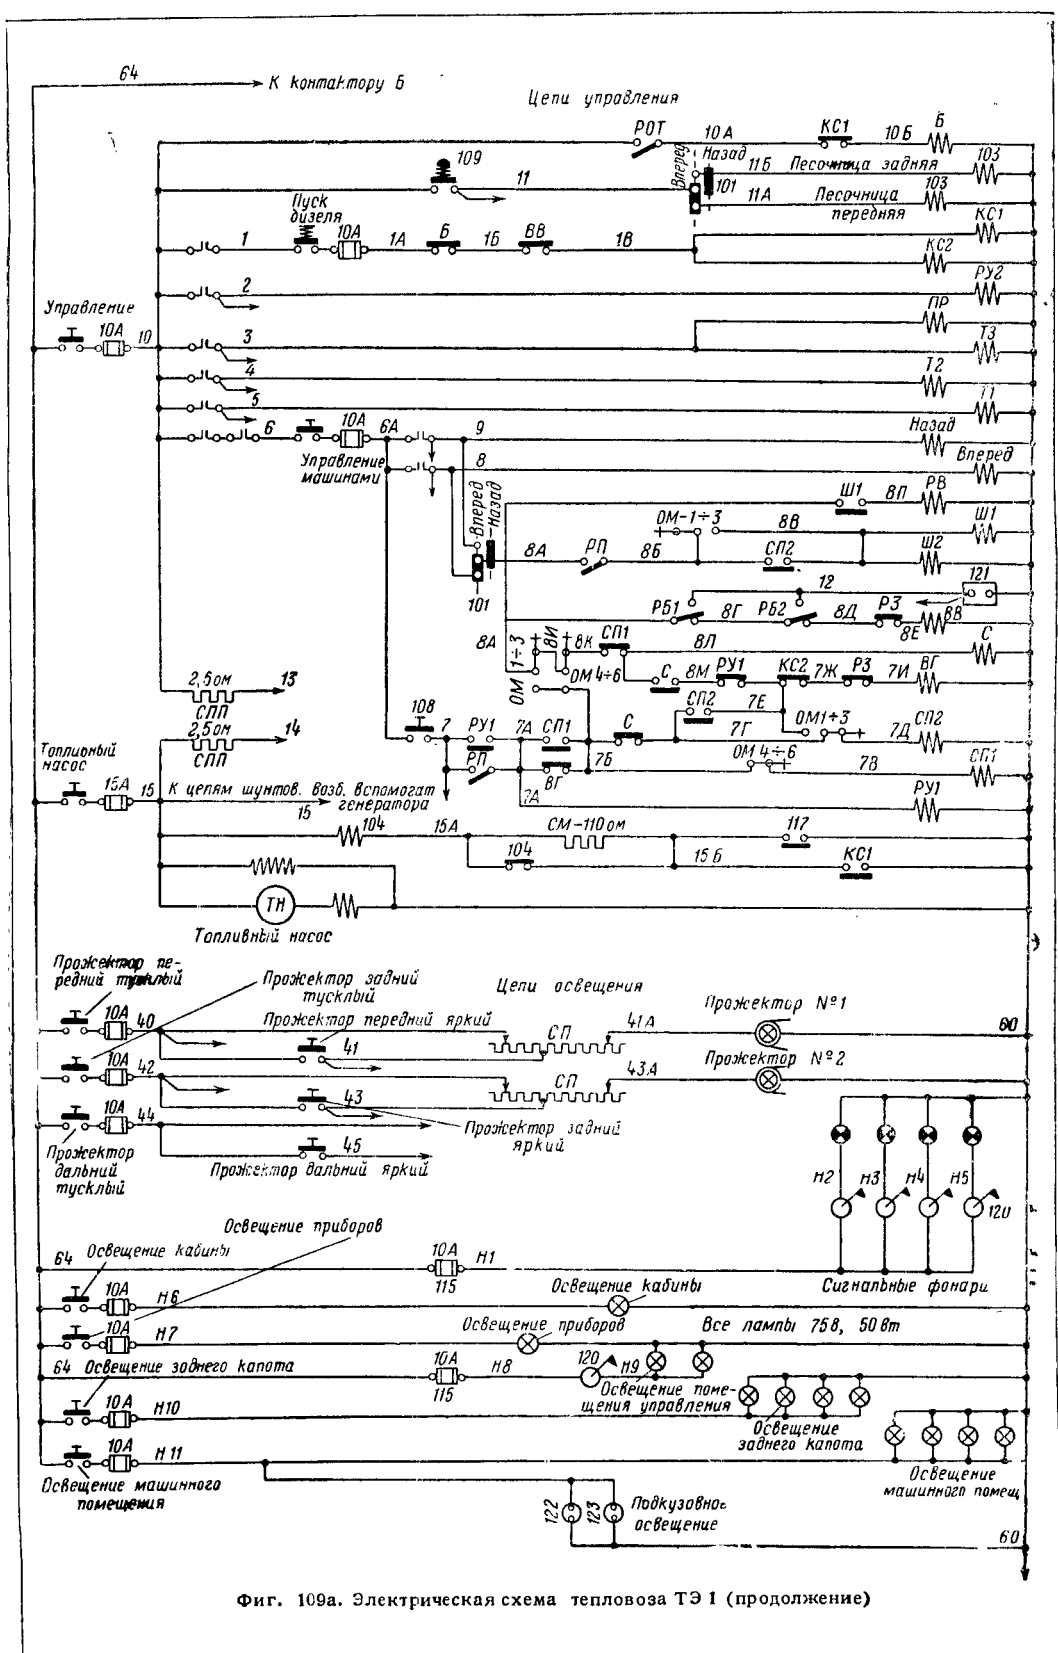 64
К контактору Б
Цепи управления
РОТ 10А КС1 10Б Б
109
11
Вперед
Назад
11Б Песочница задняя 103
101
11А Песочница передняя 103
Пуск дизеля
1 10А 1А Б 1Б ВВ 1В
КС1
КС2
2 РУ2
Управление
10А 10
ПР
3 Т3
4 Т2
5 Т1
6 10А 6А 9 Назад
Управление машинами
8 Вперед
Вперед
Назад
101
Ш1 8П РВ
ОМ-1÷3 8В Ш1
8А РП 8Б СП2 Ш2
12 121
РБ1 8Г РБ2 8Д РЗ 8Е ВВ
8А ОМ 1÷3 8И 8К СП1 8Л С
ОМ 4÷6 С 8М РУ1 КС2 7Ж РЗ 7И ВГ
2,5ом 13
СПП
2,5ом 14
СПП
СП2 7Е
108 7 РУ1 7А СП1 С 7Г ОМ1÷3 7Д СП2
Топливный насос
РП ВГ 7Б ОМ 4÷6 7В СП1
15А 15
К цепям шунтов. возб. вспомогат генератора
15
7А РУ1
104 15А СМ-110ом 117
104 15Б КС1
ТН
Топливный насос
Прожектор передний тусклый
Прожектор задний тусклый
Цепи освещения
10А 40
Прожектор передний яркий
41
СП 41А
Прожектор №1
60
10А 42
СП 43А
Прожектор №2
43
10А 44
Прожектор задний яркий
45
Прожектор дальний тусклый
Прожектор дальний яркий
Н2 Н3 Н4 Н5 120
Освещение приборов
64 Освещение кабины
10А Н1
115
Сигнальные фонари
10А Н6
Освещение кабины
10А Н7
Освещение приборов
Все лампы 75в, 50вт
64 Освещение заднего капота
10А Н8
115
120 Н9
Освещение помещения управления
10А Н10
Освещение заднего капота
10А Н11
Освещение машинного помещения
Освещение машинного помещ
122 123
Подкузовное освещение
60
Фиг. 109а. Электрическая схема тепловоза ТЭ 1 (продолжение)